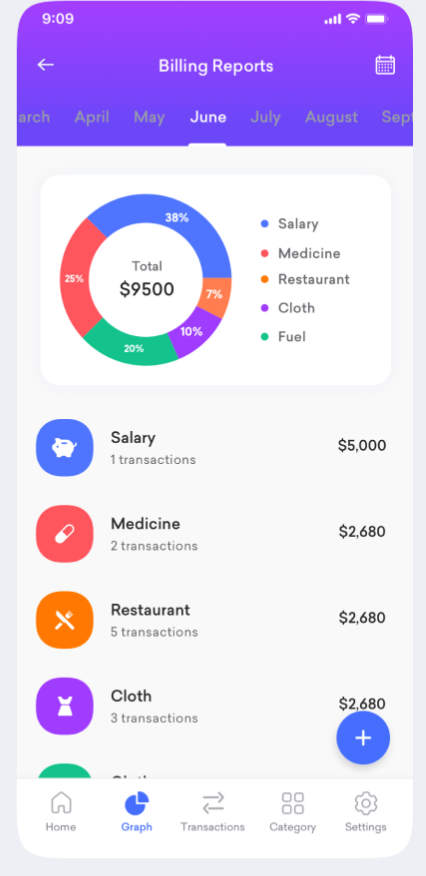 9:09
Billing Reports
arch April May June July August Sept
38%
25%
Total
$9500
7%
10%
20%
Salary
Medicine
Restaurant
Cloth
Fuel
Salary
$5,000
1 transactions
Medicine
$2,680
2 transactions
Restaurant
$2,680
5 transactions
Cloth
$2,680
3 transactions
Home Graph Transactions Category Settings